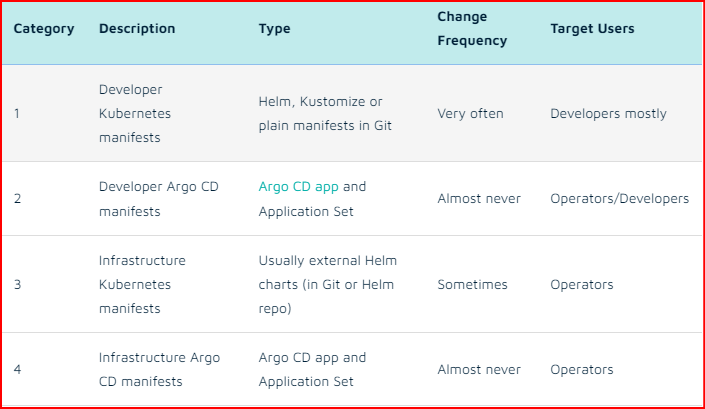 Category Description Type Change Frequency Target Users
1 Developer Kubernetes manifests Helm, Kustomize or plain manifests in Git Very often Developers mostly
2 Developer Argo CD manifests Argo CD app and Application Set Almost never Operators/Developers
3 Infrastructure Kubernetes manifests Usually external Helm charts (in Git or Helm repo) Sometimes Operators
4 Infrastructure Argo CD manifests Argo CD app and Application Set Almost never Operators